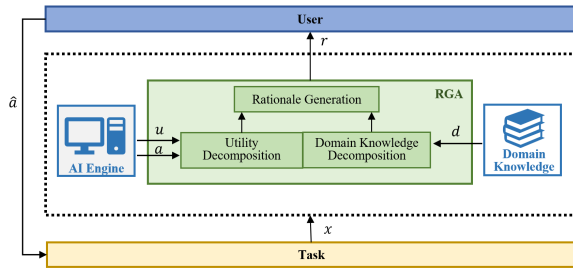 User
r
â
RGA
Rationale Generation
u
a
AI Engine
Utility
Decomposition
Domain Knowledge
Decomposition
d
Domain
Knowledge
x
Task